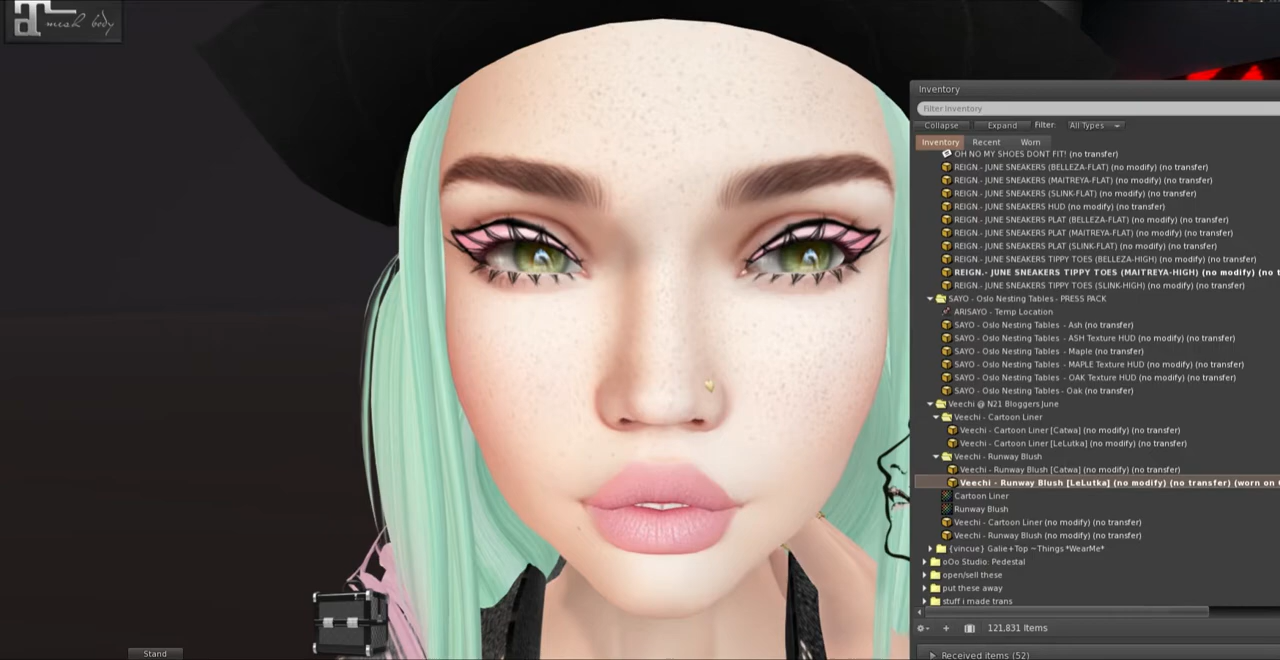 mesh body
Inventory
Filter Inventory
Collapse Expand Filter: All Types
Inventory Recent Worn
OH NO MY SHOES DONT FIT! (no transfer)
REIGN.- JUNE SNEAKERS (BELLEZA-FLAT) (no modify) (no transfer)
REIGN.- JUNE SNEAKERS (MAITREYA-FLAT) (no modify) (no transfer)
REIGN.- JUNE SNEAKERS (SLINK-FLAT) (no modify) (no transfer)
REIGN.- JUNE SNEAKERS HUD (no modify) (no transfer)
REIGN.- JUNE SNEAKERS PLAT (BELLEZA-FLAT) (no modify) (no transfer)
REIGN.- JUNE SNEAKERS PLAT (MAITREYA-FLAT) (no modify) (no transfer)
REIGN.- JUNE SNEAKERS PLAT (SLINK-FLAT) (no modify) (no transfer)
REIGN.- JUNE SNEAKERS TIPPY TOES (BELLEZA-HIGH) (no modify) (no transfer)
REIGN.- JUNE SNEAKERS TIPPY TOES (MAITREYA-HIGH) (no modify) (no t
REIGN.- JUNE SNEAKERS TIPPY TOES (SLINK-HIGH) (no modify) (no transfer)
SAYO - Oslo Nesting Tables - PRESS PACK
ARISAYO - Temp Location
SAYO - Oslo Nesting Tables - Ash (no transfer)
SAYO - Oslo Nesting Tables - ASH Texture HUD (no modify) (no transfer)
SAYO - Oslo Nesting Tables - Maple (no transfer)
SAYO - Oslo Nesting Tables - MAPLE Texture HUD (no modify) (no transfer)
SAYO - Oslo Nesting Tables - OAK Texture HUD (no modify) (no transfer)
SAYO - Oslo Nesting Tables - Oak (no transfer)
Veechi @ N21 Bloggers June
Veechi - Cartoon Liner
Veechi - Cartoon Liner [Catwa] (no modify) (no transfer)
Veechi - Cartoon Liner [LeLutka] (no modify) (no transfer)
Veechi - Runway Blush
Veechi - Runway Blush [Catwa] (no modify) (no transfer)
Veechi - Runway Blush [LeLutka] (no modify) (no transfer) (worn on
Cartoon Liner
Runway Blush
Veechi - Cartoon Liner (no modify) (no transfer)
Veechi - Runway Blush (no modify) (no transfer)
{vincue} Galie+Top ~Things *WearMe*
oOo Studio: Pedestal
open/sell these
put these away
stuff i made trans
121,831 Items
Received items (52)
Stand